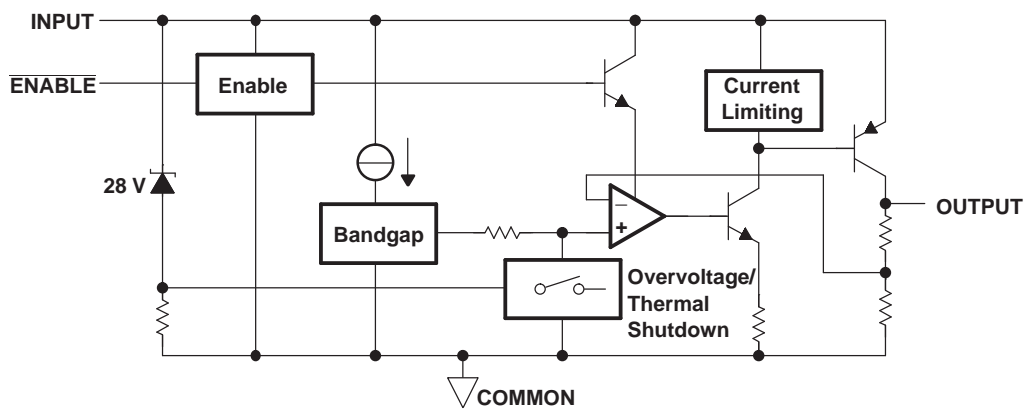 INPUT
ENABLE
Enable
Current
Limiting
28 V
Bandgap
−
+
OUTPUT
Overvoltage/
Thermal
Shutdown
COMMON